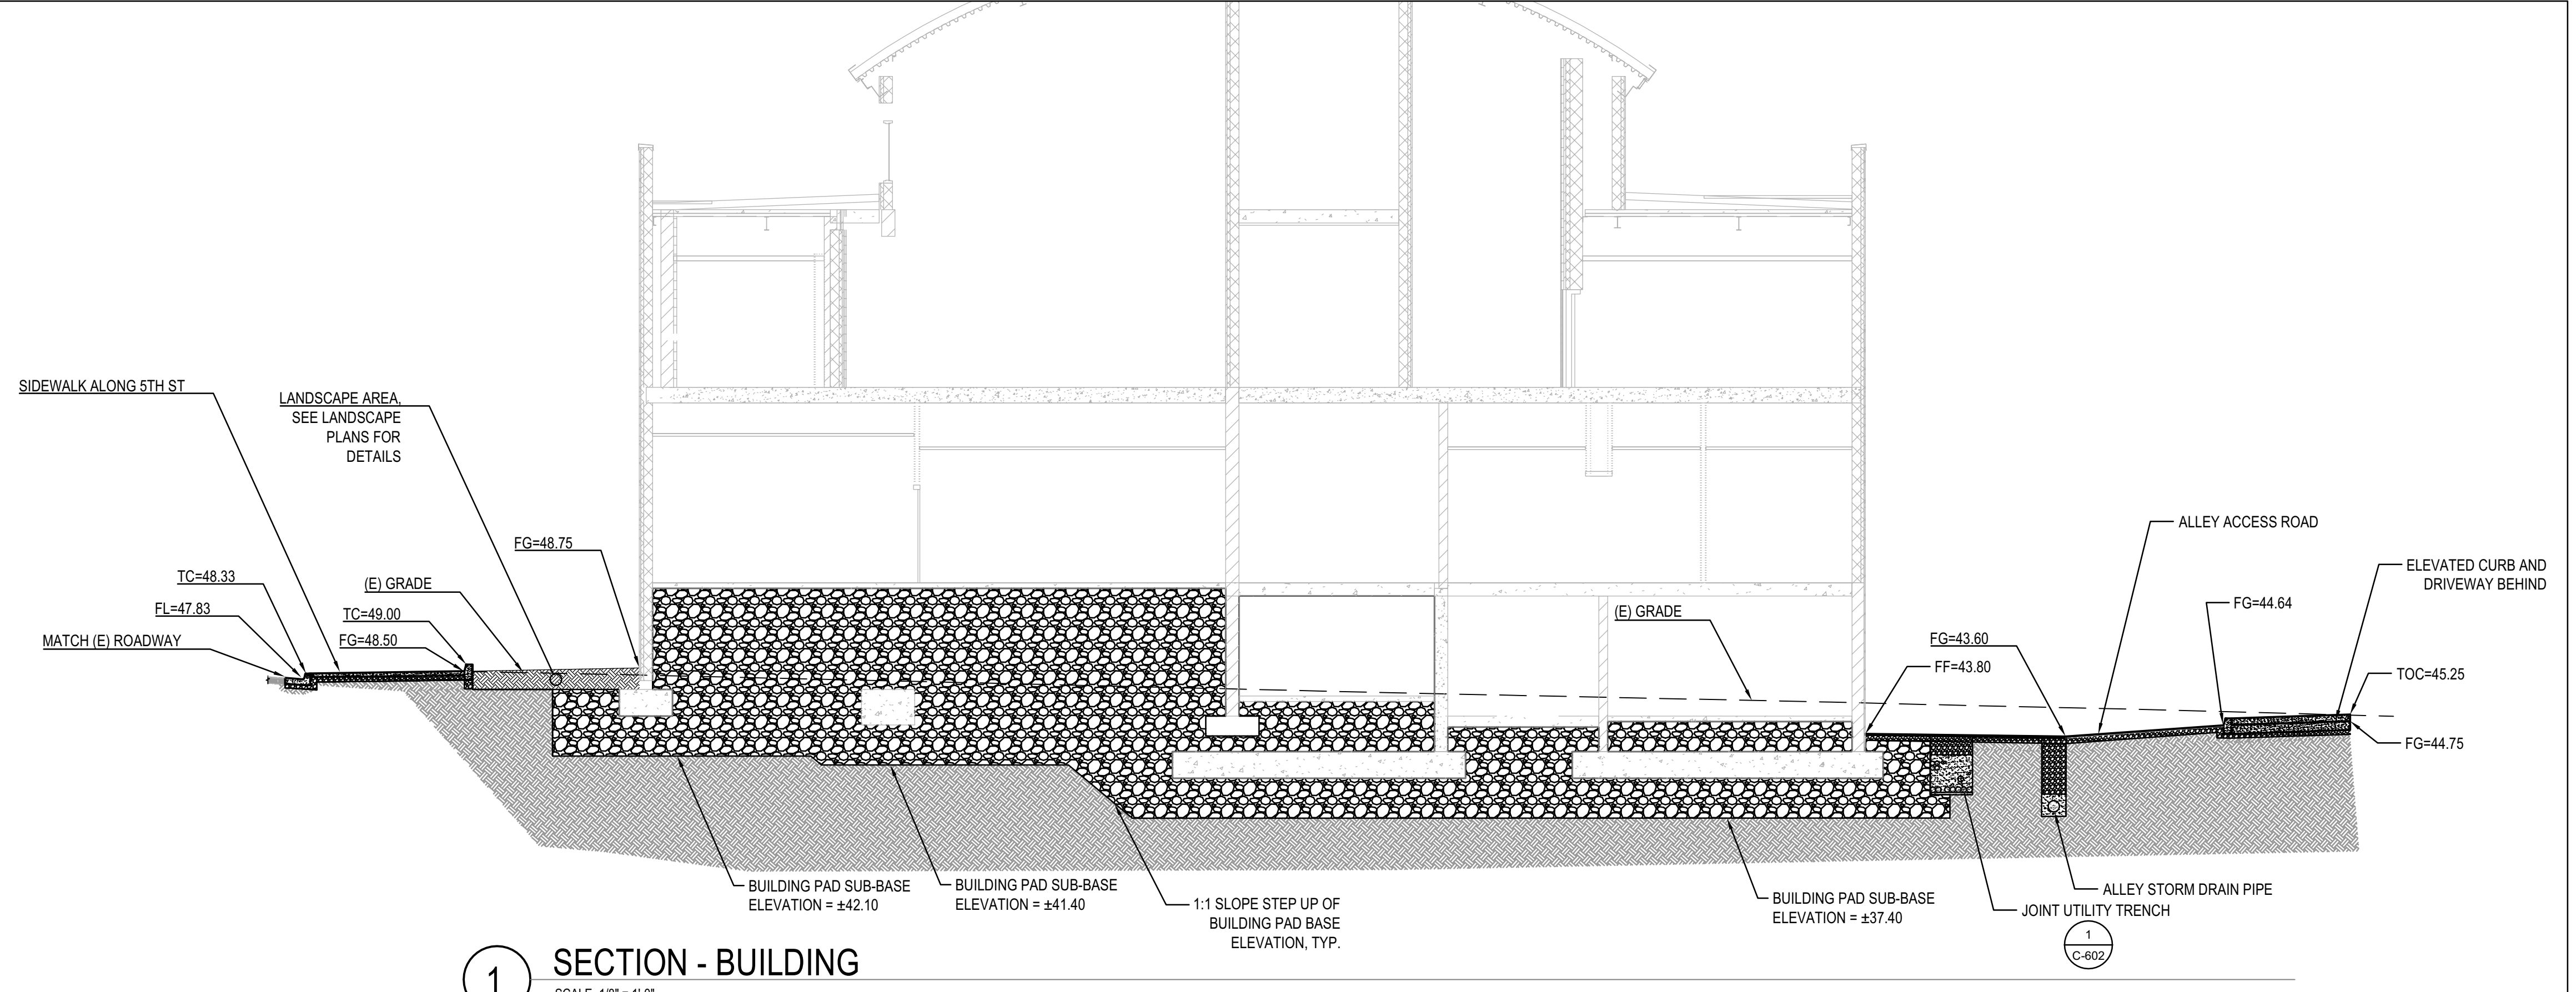 SIDEWALK ALONG 5TH ST
LANDSCAPE AREA,
SEE LANDSCAPE
PLANS FOR
DETAILS
FG=48.75
TC=48.33
(E) GRADE
FL=47.83
TC=49.00
MATCH (E) ROADWAY
FG=48.50
(E) GRADE
ALLEY ACCESS ROAD
ELEVATED CURB AND
DRIVEWAY BEHIND
FG=44.64
FG=43.60
FF=43.80
TOC=45.25
FG=44.75
BUILDING PAD SUB-BASE
ELEVATION = ±42.10
BUILDING PAD SUB-BASE
ELEVATION = ±41.40
1:1 SLOPE STEP UP OF
BUILDING PAD BASE
ELEVATION, TYP.
BUILDING PAD SUB-BASE
ELEVATION = ±37.40
ALLEY STORM DRAIN PIPE
JOINT UTILITY TRENCH
1
C-602
1
SECTION - BUILDING
SCALE: 1/8" = 1'-0"